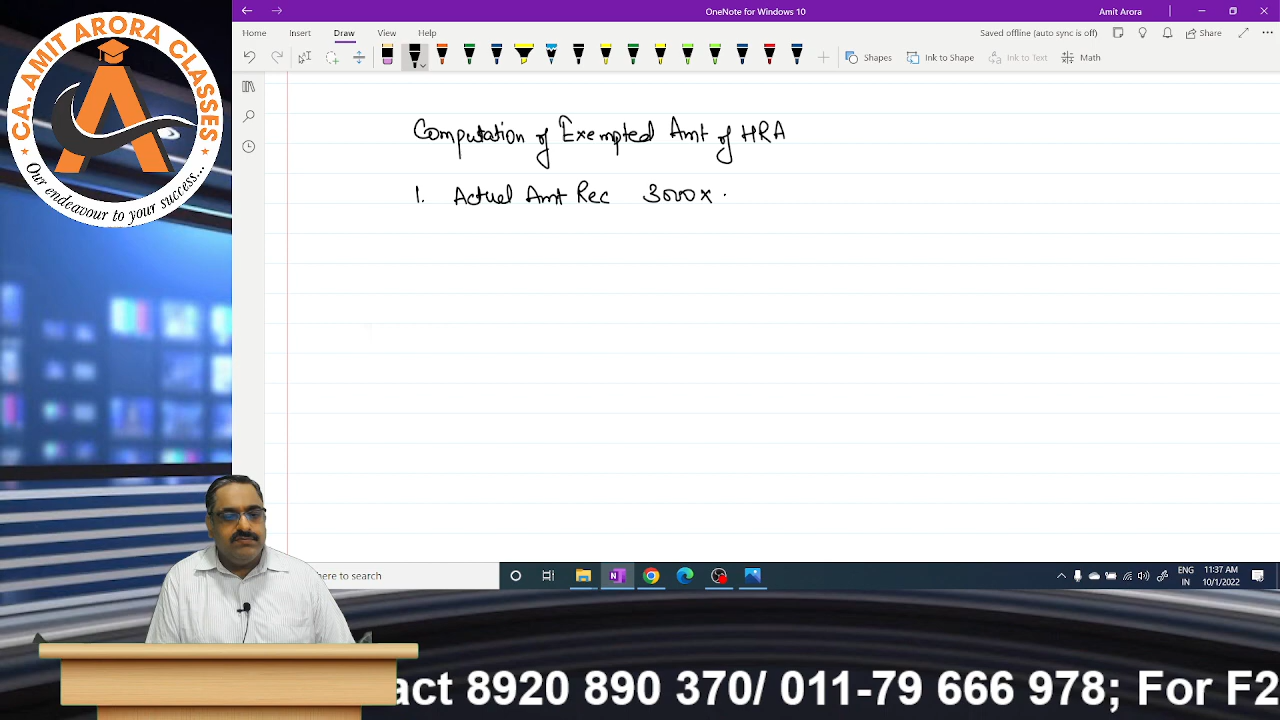 CA. AMIT ARORA CLASSES
Our endeavour to your success...
OneNote for Windows 10
Amit Arora
Home Insert Draw View Help
Saved offline (auto sync is off)
Share
Shapes
Ink to Shape
Ink to Text
Math
Computation of Exempted Amt of HRA
1. Actual Amt Rec 3000 x
here to search
ENG
IN
11:37 AM
10/1/2022
act 8920 890 370/ 011-79 666 978; For F2